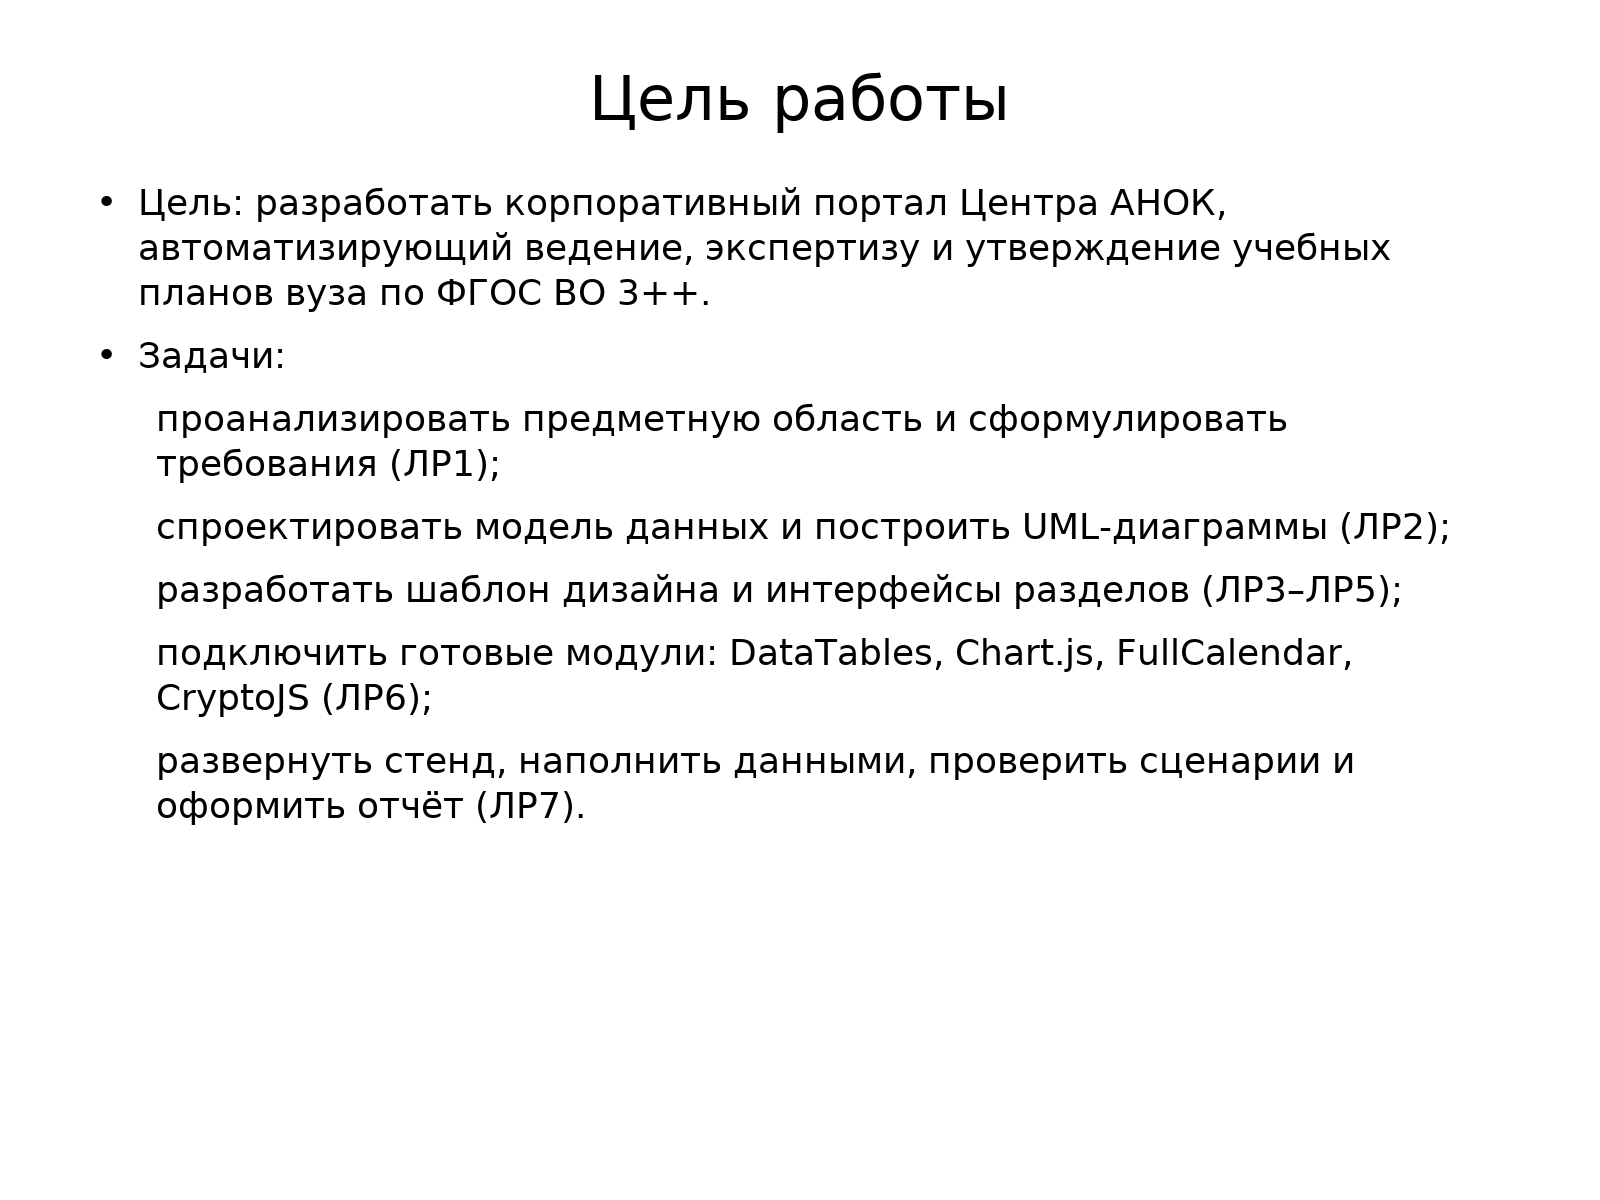 Цель работы
• Цель: разработать корпоративный портал Центра АНОК,
автоматизирующий ведение, экспертизу и утверждение учебных
планов вуза по ФГОС ВО 3++.
• Задачи:
проанализировать предметную область и сформулировать
требования (ЛР1);
спроектировать модель данных и построить UML-диаграммы (ЛР2);
разработать шаблон дизайна и интерфейсы разделов (ЛР3–ЛР5);
подключить готовые модули: DataTables, Chart.js, FullCalendar,
CryptoJS (ЛР6);
развернуть стенд, наполнить данными, проверить сценарии и
оформить отчёт (ЛР7).